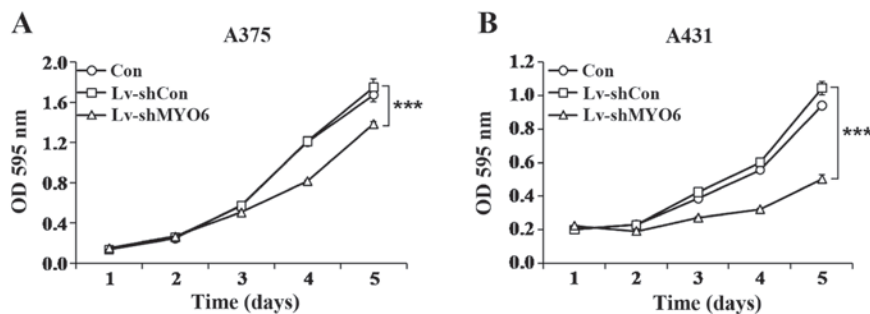 A
A375
OD 595 nm
2.0
1.6
1.2
0.8
0.4
0.0
Con
Lv-shCon
Lv-shMYO6
***
1 2 3 4 5
Time (days)
B
A431
OD 595 nm
1.2
1.0
0.8
0.6
0.4
0.2
0.0
Con
Lv-shCon
Lv-shMYO6
***
1 2 3 4 5
Time (days)